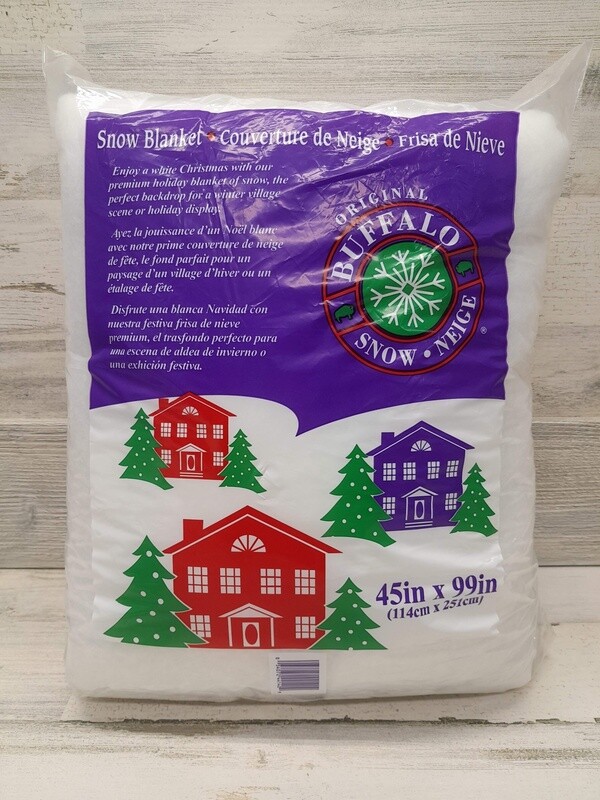 Snow Blanket • Couverture de Neige • Frisa de Nieve
Enjoy a white Christmas with our
premium holiday blanket of snow, the
perfect backdrop for a winter village
scene or holiday display.
Ayez la jouissance d'un Noël blanc
avec notre prime couverture de neige
de fête, le fond parfait pour un
paysage d'un village d'hiver ou un
étalage de fête.
Disfrute una blanca Navidad con
nuestra festiva frisa de nieve
premium, el trasfondo perfecto para
una escena de aldea de invierno o
una exhición festiva.
ORIGINAL
BUFFALO
SNOW • NEIGE
®
45in x 99in
(114cm x 251cm)